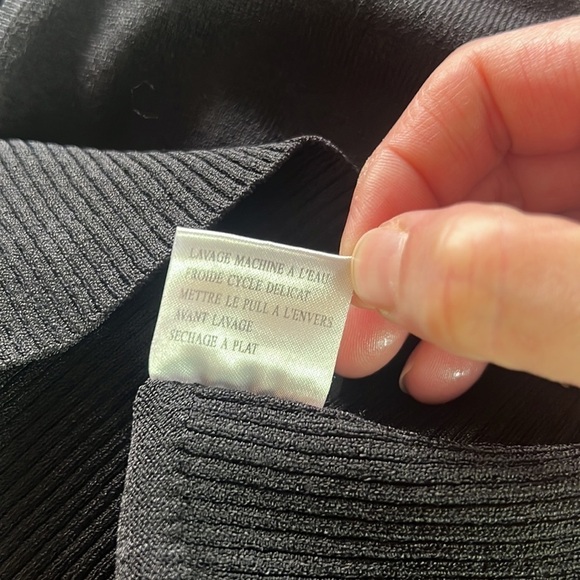 LAVAGE MACHINE À L'EAU
FROIDE CYCLE DELICAT
METTRE LE PULL A L'ENVERS
AVANT LAVAGE
SECHAGE A PLAT